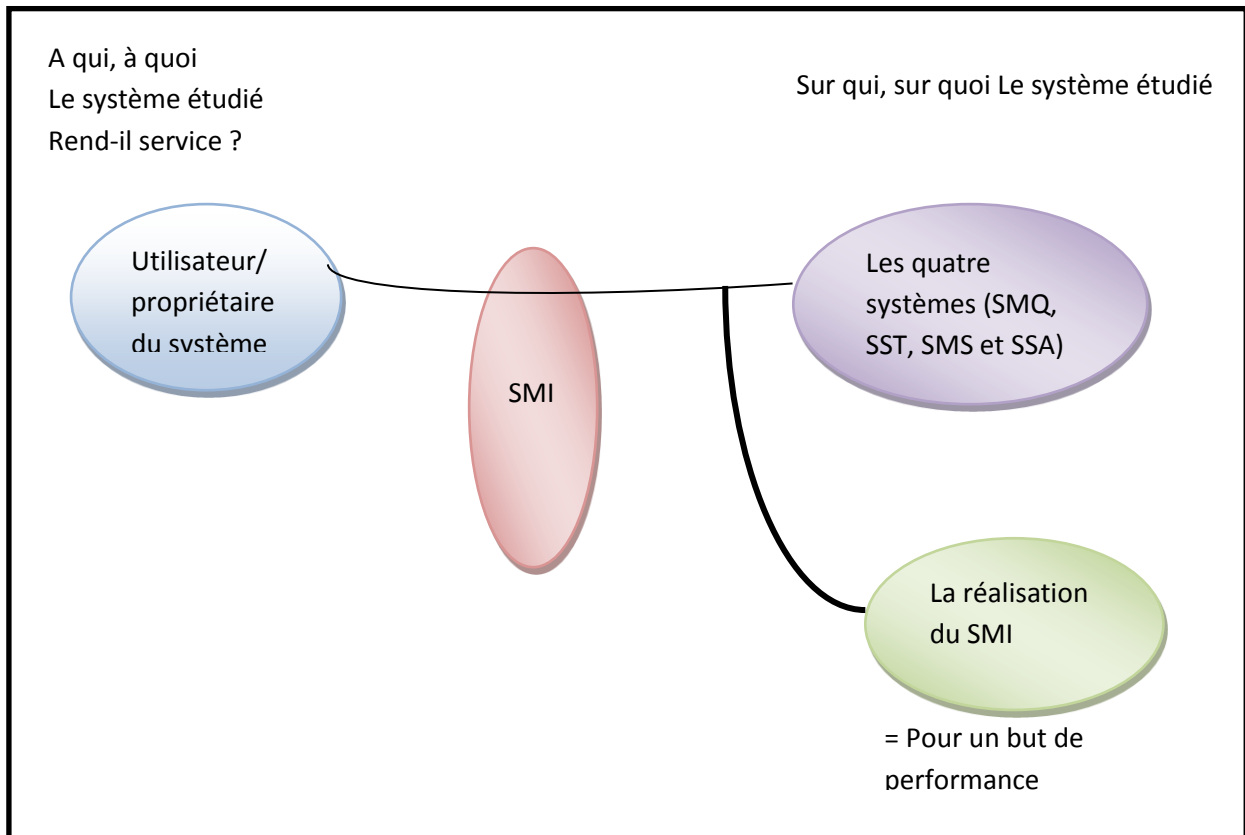 A qui, à quoi
Le système étudié
Rend-il service ?
Sur qui, sur quoi Le système étudié
Utilisateur/
propriétaire
du système
SMI
Les quatre
systèmes (SMQ,
SST, SMS et SSA)
La réalisation
du SMI
= Pour un but de
performance